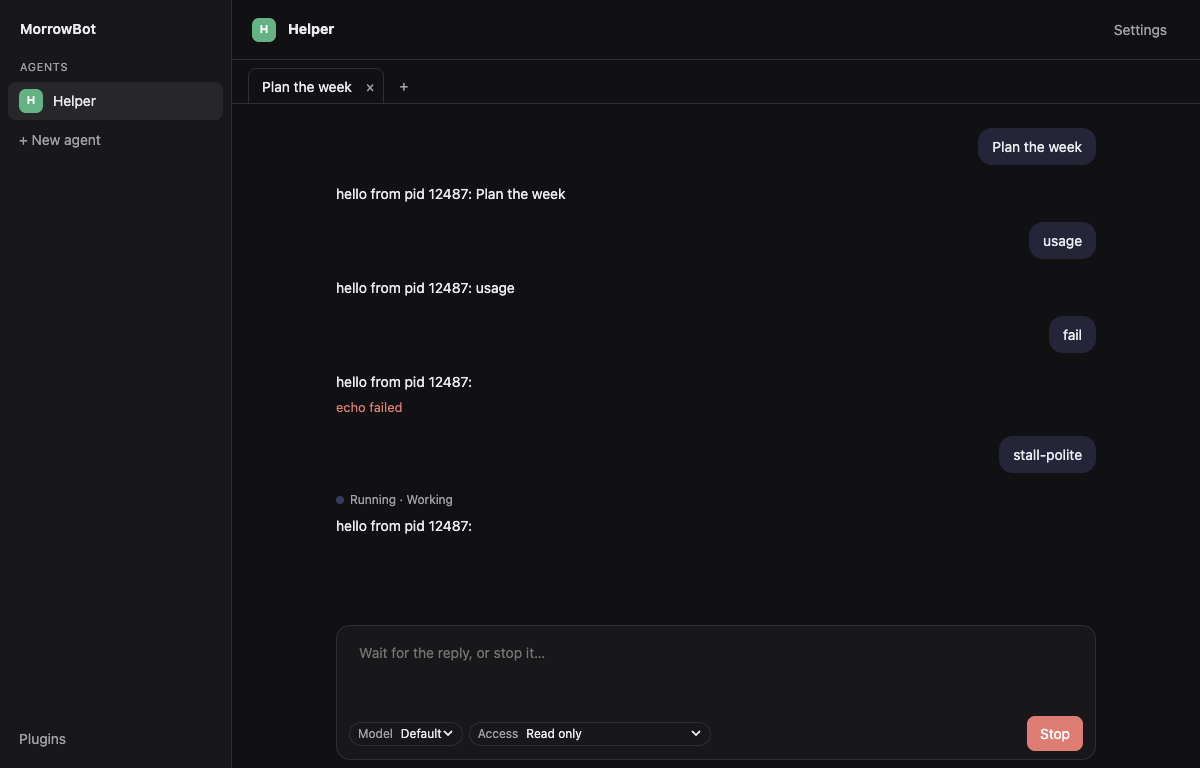 MorrowBot
AGENTS
H Helper
+ New agent
Plugins
H Helper
Settings
Plan the week × +
Plan the week
hello from pid 12487: Plan the week
usage
hello from pid 12487: usage
fail
hello from pid 12487:
echo failed
stall-polite
Running · Working
hello from pid 12487:
Wait for the reply, or stop it...
Model Default Access Read only
Stop